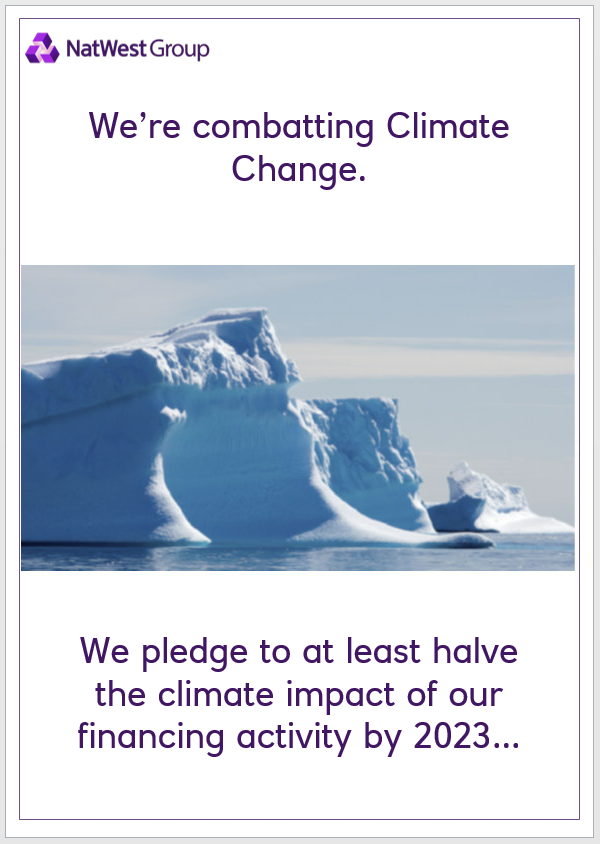 NatWest Group
We’re combatting Climate
Change.
We pledge to at least halve
the climate impact of our
financing activity by 2023...